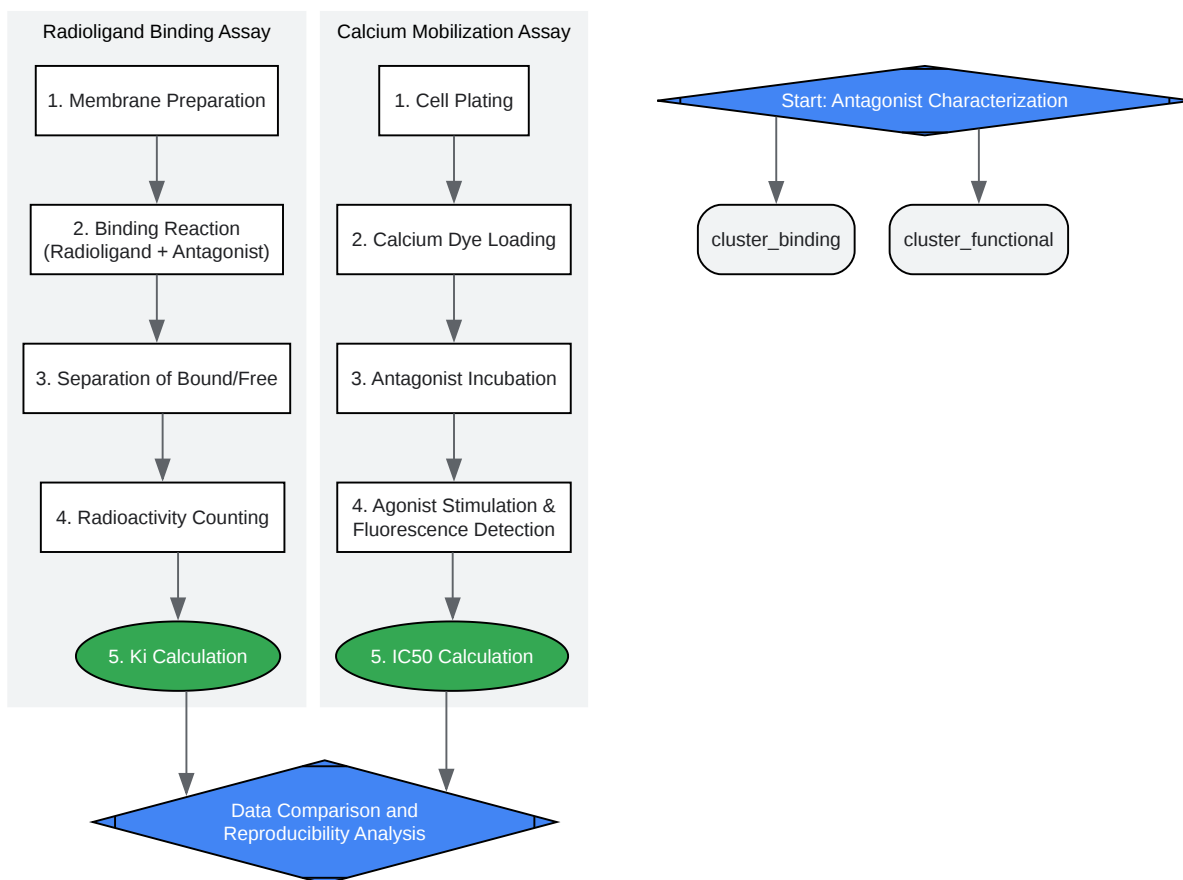 Radioligand Binding Assay
1. Membrane Preparation
2. Binding Reaction
(Radioligand + Antagonist)
3. Separation of Bound/Free
4. Radioactivity Counting
5. Ki Calculation
Calcium Mobilization Assay
1. Cell Plating
2. Calcium Dye Loading
3. Antagonist Incubation
4. Agonist Stimulation &
Fluorescence Detection
5. IC50 Calculation
Data Comparison and
Reproducibility Analysis
Start: Antagonist Characterization
cluster_binding
cluster_functional